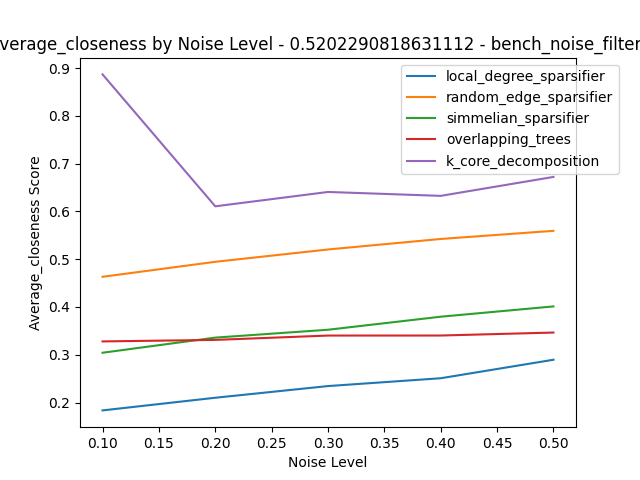 verage_closeness by Noise Level - 0.5202290818631112 - bench_noise_filter
local_degree_sparsifier
random_edge_sparsifier
simmelian_sparsifier
overlapping_trees
k_core_decomposition
Average_closeness Score
0.9
0.8
0.7
0.6
0.5
0.4
0.3
0.2
0.10 0.15 0.20 0.25 0.30 0.35 0.40 0.45 0.50
Noise Level